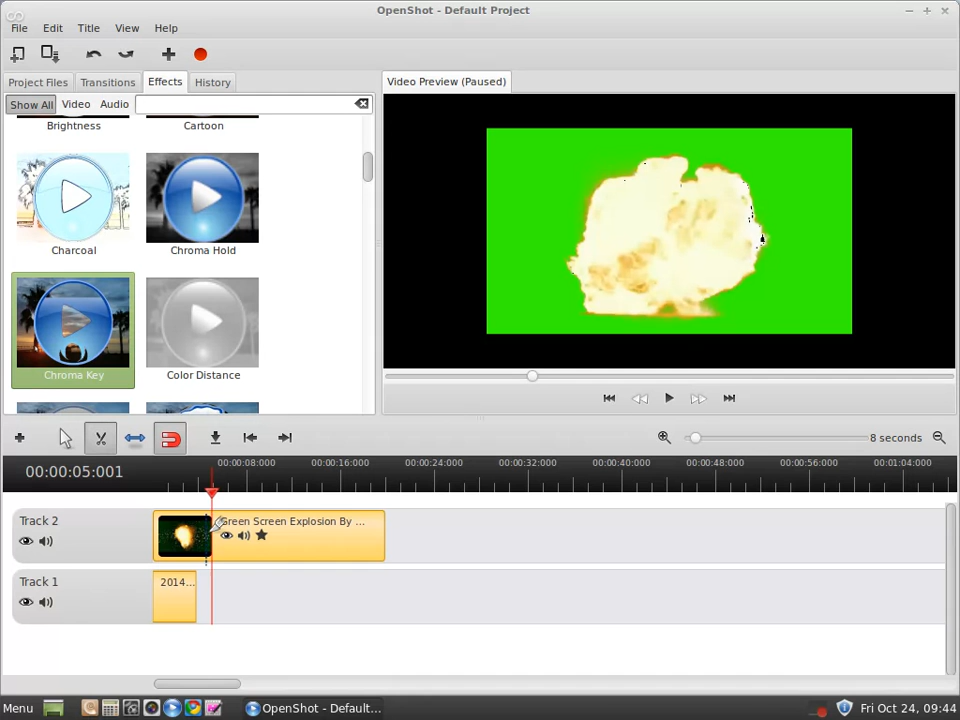 OpenShot - Default Project
File Edit Title View Help
Project Files Transitions Effects History
Video Preview (Paused)
Show All Video Audio
Brightness Cartoon
Charcoal Chroma Hold
Chroma Key Color Distance
8 seconds
00:00:05:001
00:00:08:000 00:00:16:000 00:00:24:000 00:00:32:000 00:00:40:000 00:00:48:000 00:00:56:000 00:01:04:000
Track 2
Green Screen Explosion By ...
Track 1
2014...
Menu OpenShot - Default... Fri Oct 24, 09:44